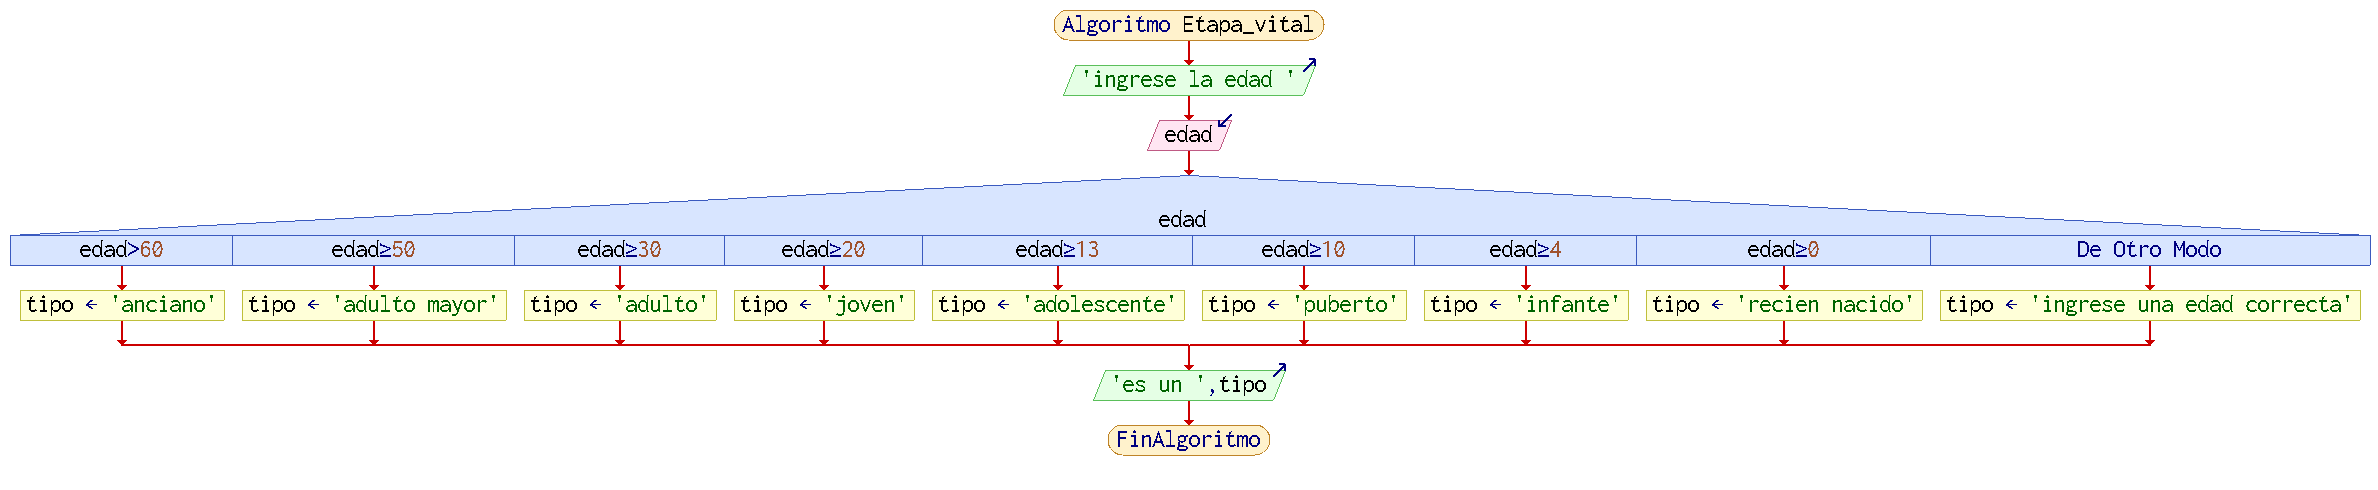 Algoritmo Etapa_vital
'ingrese la edad '
edad
edad
edad>60 edad≥50 edad≥30 edad≥20 edad≥13 edad≥10 edad≥4 edad≥0 De Otro Modo
tipo ← 'anciano' tipo ← 'adulto mayor' tipo ← 'adulto' tipo ← 'joven' tipo ← 'adolescente' tipo ← 'puberto' tipo ← 'infante' tipo ← 'recien nacido' tipo ← 'ingrese una edad correcta'
'es un ',tipo
FinAlgoritmo